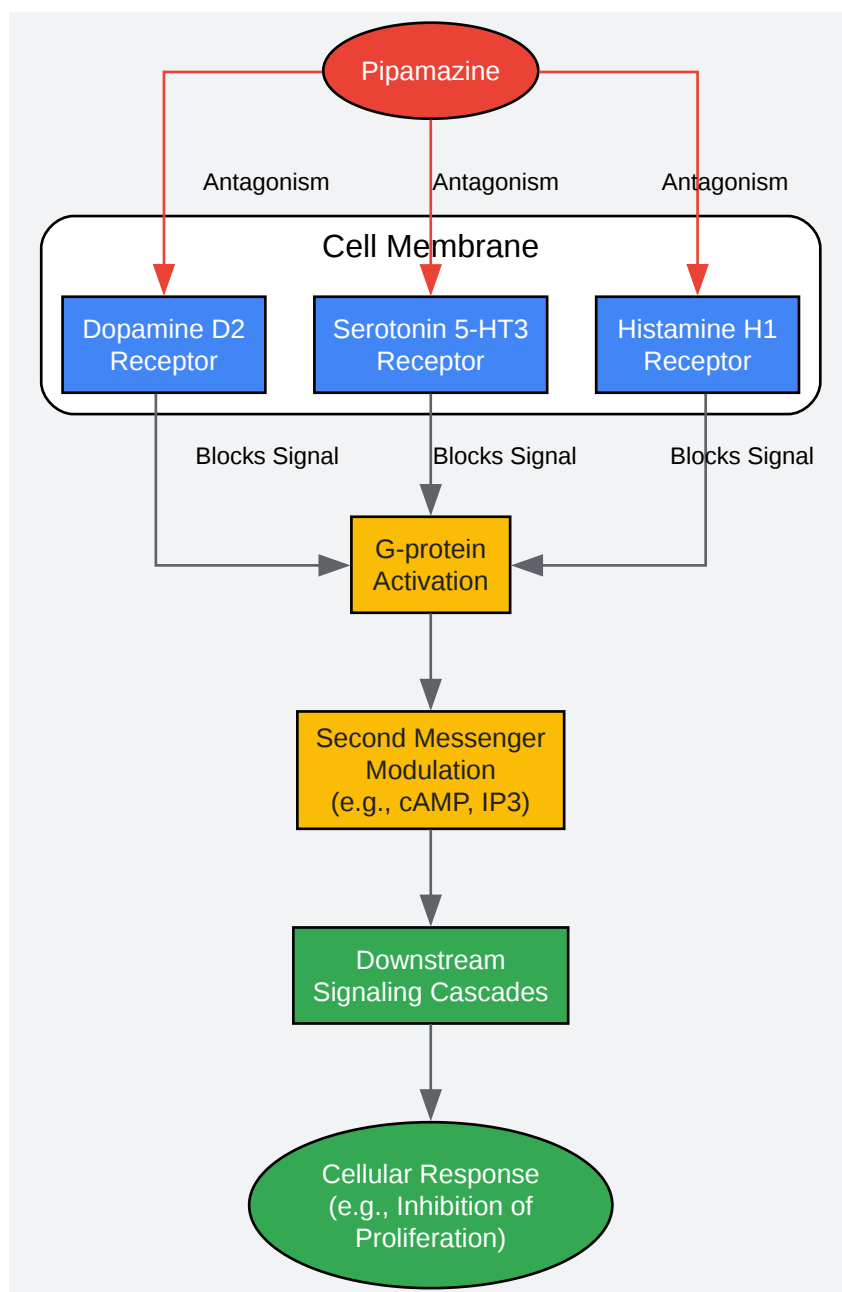 Pipamazine
Antagonism
Antagonism
Antagonism
Cell Membrane
Dopamine D2
Receptor
Serotonin 5-HT3
Receptor
Histamine H1
Receptor
Blocks Signal
Blocks Signal
Blocks Signal
G-protein
Activation
Second Messenger
Modulation
(e.g., cAMP, IP3)
Downstream
Signaling Cascades
Cellular Response
(e.g., Inhibition of
Proliferation)